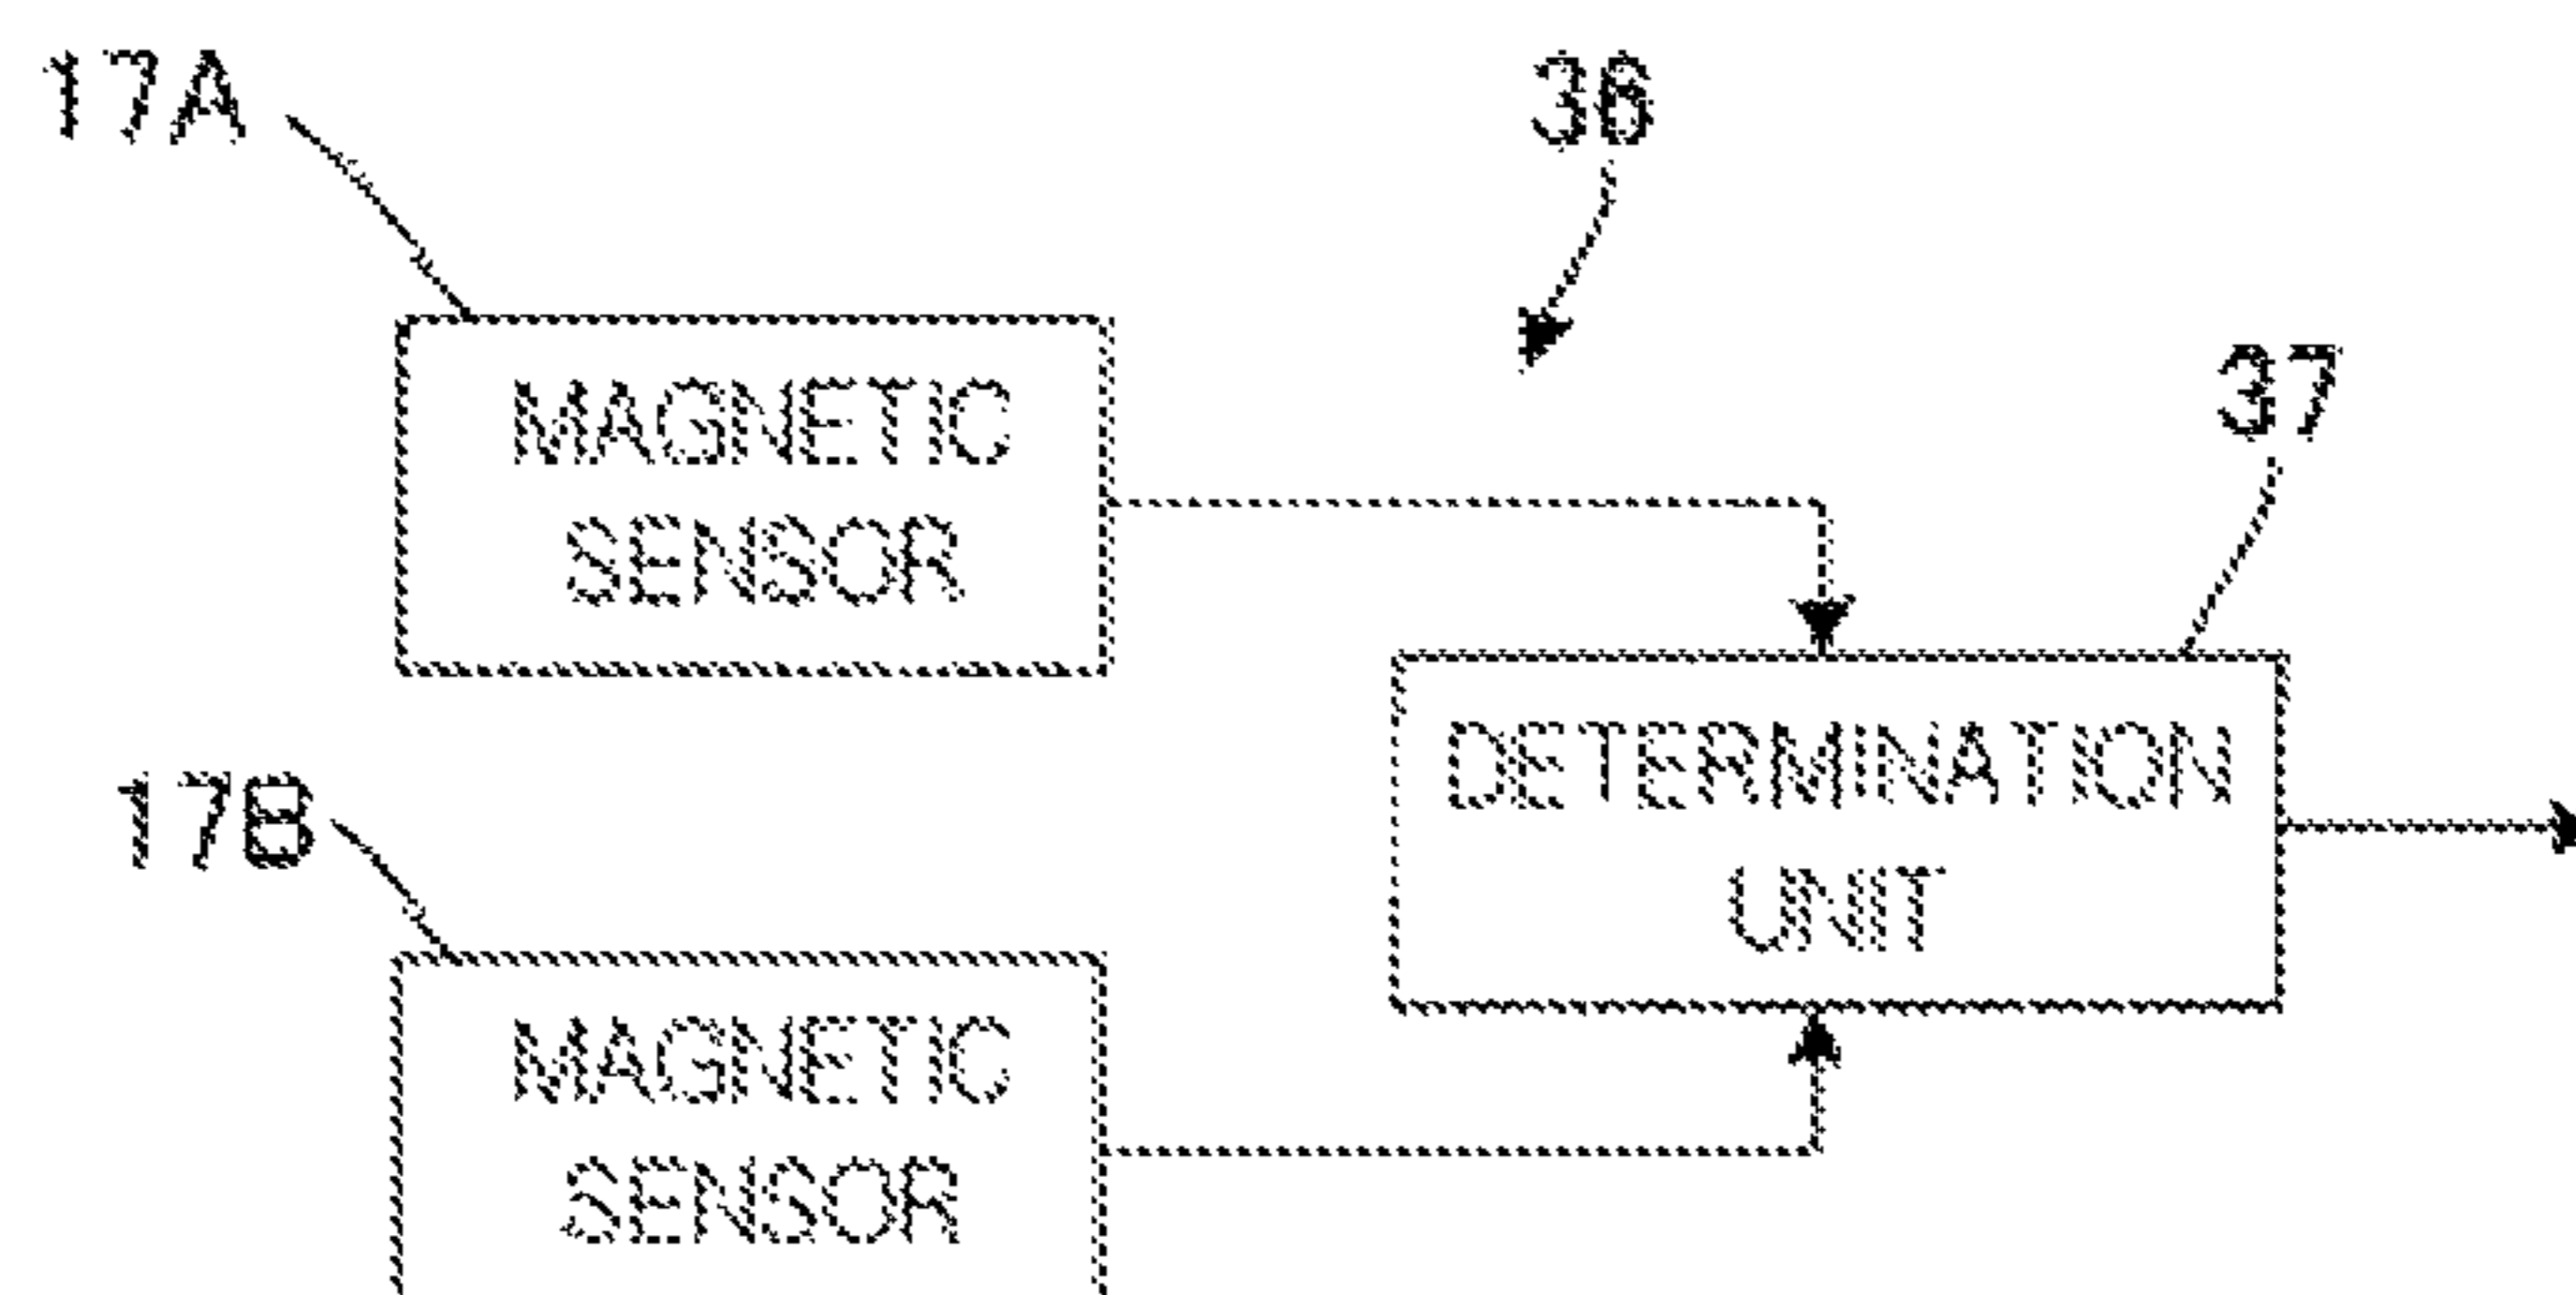 17A
36
MAGNETIC
SENSOR
37
DETERMINATION
UNIT
17B
MAGNETIC
SENSOR